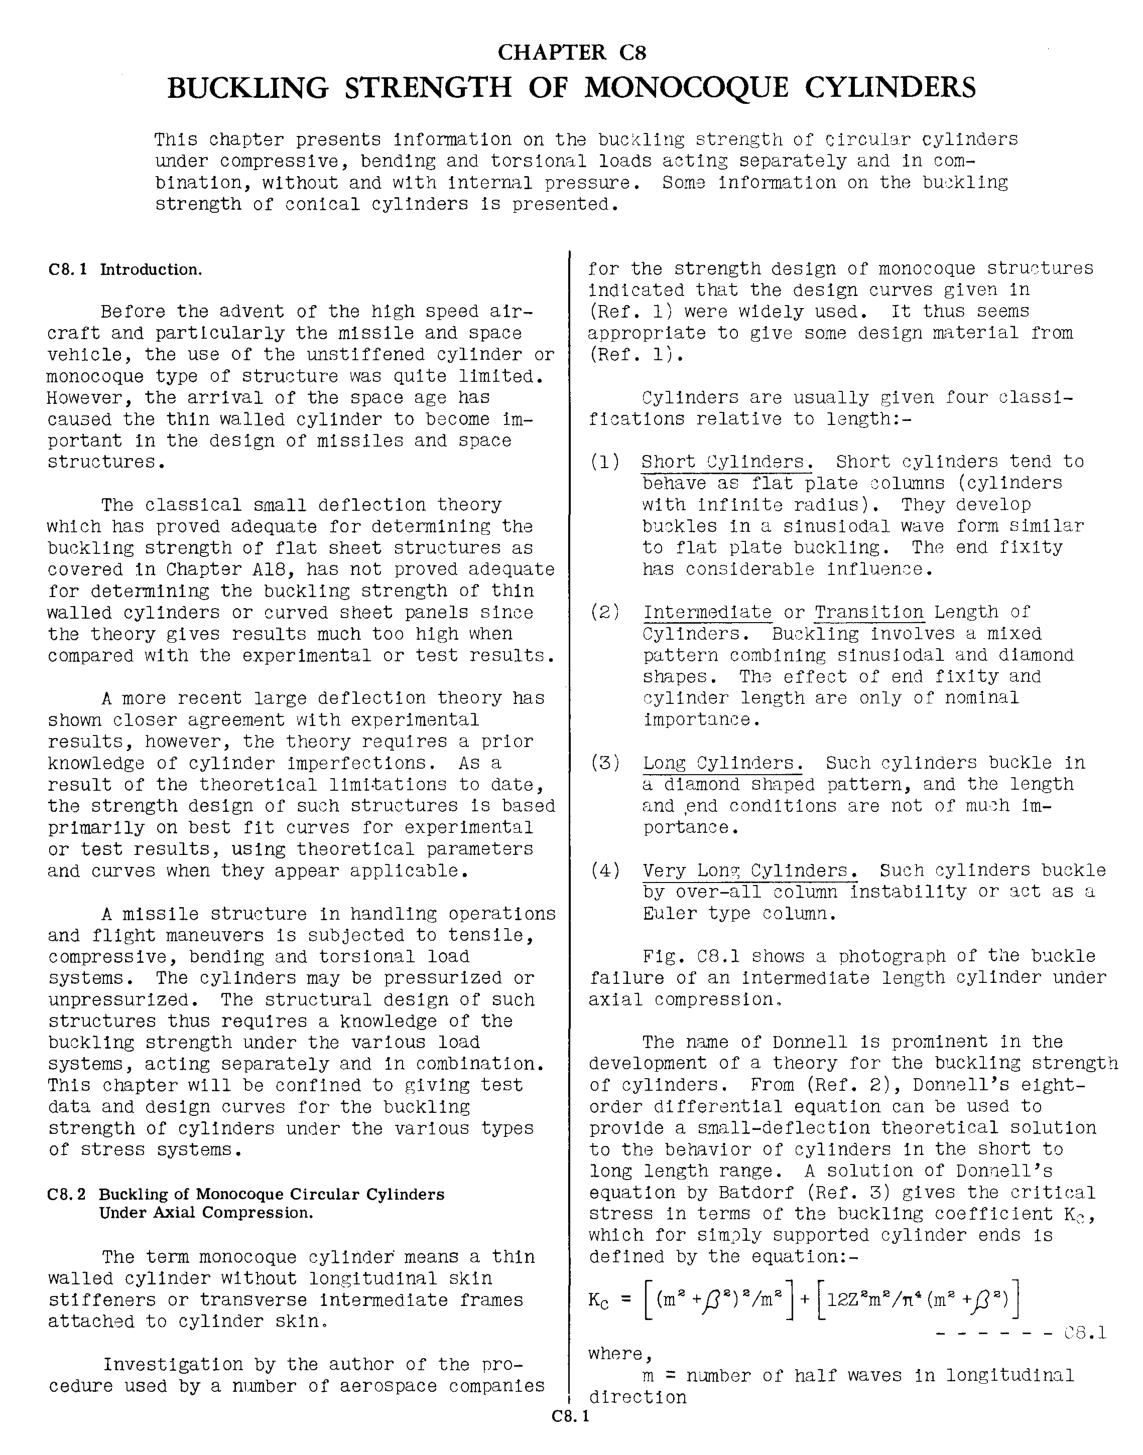 CHAPTER C8
BUCKLING STRENGTH OF MONOCOQUE CYLINDERS
This chapter presents information on the buckling strength of circular cylinders
under compressive, bending and torsional loads acting separately and in com-
bination, without and with internal pressure. Some information on the buckling
strength of conical cylinders is presented.
C8.1 Introduction.
Before the advent of the high speed air-
craft and particularly the missile and space
vehicle, the use of the unstiffened cylinder or
monocoque type of structure was quite limited.
However, the arrival of the space age has
caused the thin walled cylinder to become im-
portant in the design of missiles and space
structures.
The classical small deflection theory
which has proved adequate for determining the
buckling strength of flat sheet structures as
covered in Chapter A18, has not proved adequate
for determining the buckling strength of thin
walled cylinders or curved sheet panels since
the theory gives results much too high when
compared with the experimental or test results.
A more recent large deflection theory has
shown closer agreement with experimental
results, however, the theory requires a prior
knowledge of cylinder imperfections. As a
result of the theoretical limitations to date,
the strength design of such structures is based
primarily on best fit curves for experimental
or test results, using theoretical parameters
and curves when they appear applicable.
A missile structure in handling operations
and flight maneuvers is subjected to tensile,
compressive, bending and torsional load
systems. The cylinders may be pressurized or
unpressurized. The structural design of such
structures thus requires a knowledge of the
buckling strength under the various load
systems, acting separately and in combination.
This chapter will be confined to giving test
data and design curves for the buckling
strength of cylinders under the various types
of stress systems.
C8.2 Buckling of Monocoque Circular Cylinders
Under Axial Compression.
The term monocoque cylinder means a thin
walled cylinder without longitudinal skin
stiffeners or transverse intermediate frames
attached to cylinder skin.
Investigation by the author of the pro-
cedure used by a number of aerospace companies
for the strength design of monocoque structures
indicated that the design curves given in
(Ref. 1) were widely used. It thus seems
appropriate to give some design material from
(Ref. 1).
Cylinders are usually given four classi-
fications relative to length:-
(1) Short Cylinders. Short cylinders tend to
behave as flat plate columns (cylinders
with infinite radius). They develop
buckles in a sinusiodal wave form similar
to flat plate buckling. The end fixity
has considerable influence.
(2) Intermediate or Transition Length of
Cylinders. Buckling involves a mixed
pattern combining sinusiodal and diamond
shapes. The effect of end fixity and
cylinder length are only of nominal
importance.
(3) Long Cylinders. Such cylinders buckle in
a diamond shaped pattern, and the length
and end conditions are not of much im-
portance.
(4) Very Long Cylinders. Such cylinders buckle
by over-all column instability or act as a
Euler type column.
Fig. C8.1 shows a photograph of the buckle
failure of an intermediate length cylinder under
axial compression.
The name of Donnell is prominent in the
development of a theory for the buckling strength
of cylinders. From (Ref. 2), Donnell's eight-
order differential equation can be used to
provide a small-deflection theoretical solution
to the behavior of cylinders in the short to
long length range. A solution of Donnell's
equation by Batdorf (Ref. 3) gives the critical
stress in terms of the buckling coefficient Kc,
which for simply supported cylinder ends is
defined by the equation:-
Kc = [(m² + β²)²/m²] + [12Z²m²/π⁴(m² + β²)]
- - - - - - C8.1
where,
m = number of half waves in longitudinal
direction
C8.1